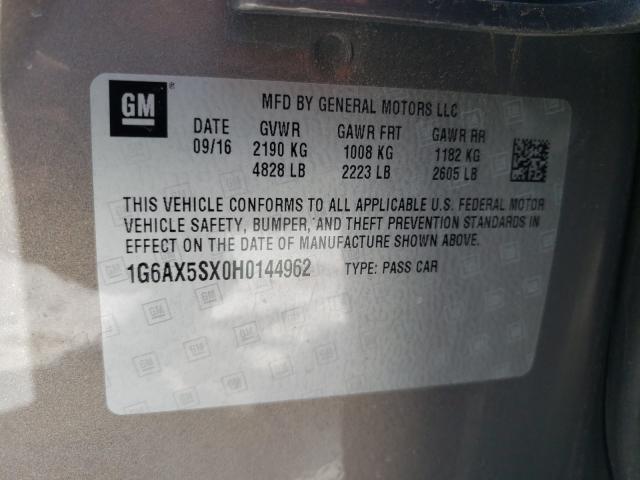 GM ®
MFD BY GENERAL MOTORS LLC
DATE GVWR GAWR FRT GAWR RR
09/16 2190 KG 1008 KG 1182 KG
4828 LB 2223 LB 2605 LB
THIS VEHICLE CONFORMS TO ALL APPLICABLE U.S. FEDERAL MOTOR
VEHICLE SAFETY, BUMPER, AND THEFT PREVENTION STANDARDS IN
EFFECT ON THE DATE OF MANUFACTURE SHOWN ABOVE.
1G6AX5SX0H0144962 TYPE: PASS CAR